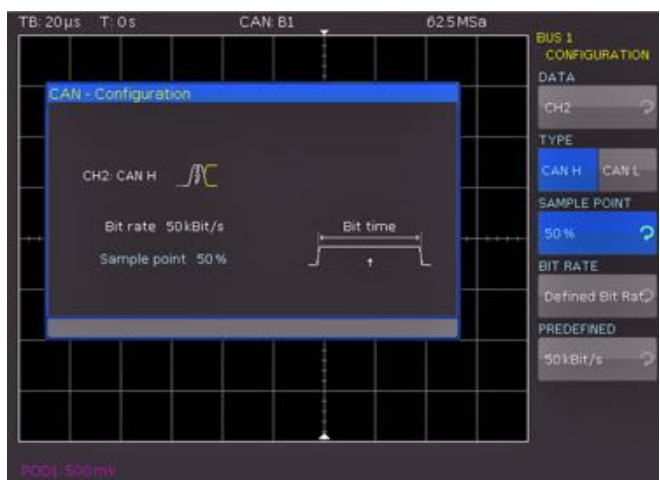 TB: 20µs T: 0s CAN: B1 62.5MSa
BUS 1
CONFIGURATION
DATA
CH2
TYPE
CAN H CAN L
SAMPLE POINT
50%
BIT RATE
Defined Bit Rat
PREDEFINED
50kBit/s
CAN - Configuration
CH2: CAN H
Bit rate 50kBit/s
Sample point 50%
Bit time
POD1: 500mV